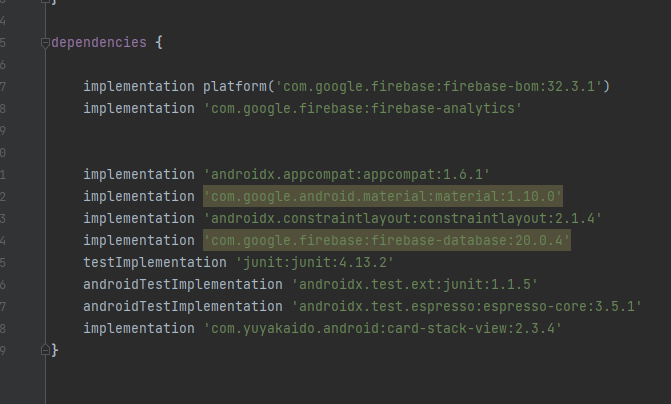 4
5 dependencies {
6
7 implementation platform('com.google.firebase:firebase-bom:32.3.1')
8 implementation 'com.google.firebase:firebase-analytics'
9
0
1 implementation 'androidx.appcompat:appcompat:1.6.1'
2 implementation 'com.google.android.material:material:1.10.0'
3 implementation 'androidx.constraintlayout:constraintlayout:2.1.4'
4 implementation 'com.google.firebase:firebase-database:20.0.4'
5 testImplementation 'junit:junit:4.13.2'
6 androidTestImplementation 'androidx.test.ext:junit:1.1.5'
7 androidTestImplementation 'androidx.test.espresso:espresso-core:3.5.1'
8 implementation 'com.yuyakaido.android:card-stack-view:2.3.4'
9 }